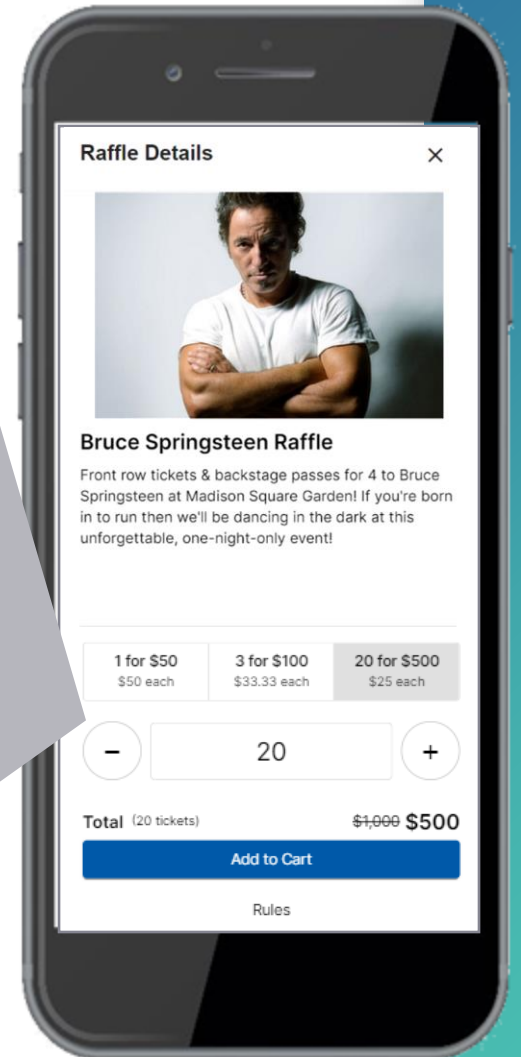 Raffle Details ×
Bruce Springsteen Raffle
Front row tickets & backstage passes for 4 to Bruce
Springsteen at Madison Square Garden! If you're born
in to run then we'll be dancing in the dark at this
unforgettable, one-night-only event!
1 for $50 3 for $100 20 for $500
$50 each $33.33 each $25 each
− 20 +
Total (20 tickets) $1,000 $500
Add to Cart
Rules